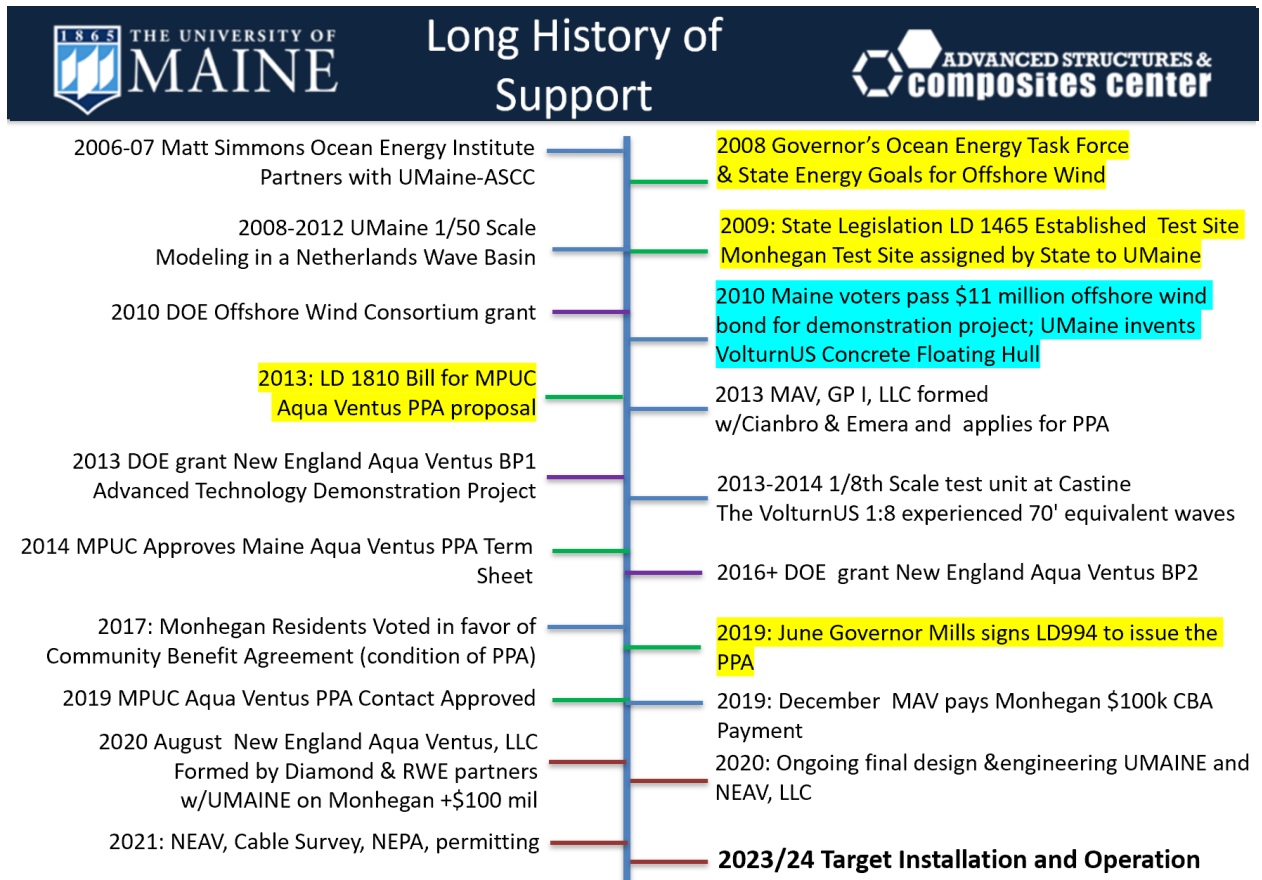 1865
THE UNIVERSITY OF
MAINE
Long History of
Support
ADVANCED STRUCTURES &
composites center
2006-07 Matt Simmons Ocean Energy Institute
Partners with UMaine-ASCC
2008 Governor’s Ocean Energy Task Force
& State Energy Goals for Offshore Wind
2008-2012 UMaine 1/50 Scale
Modeling in a Netherlands Wave Basin
2009: State Legislation LD 1465 Established Test Site
Monhegan Test Site assigned by State to UMaine
2010 DOE Offshore Wind Consortium grant
2010 Maine voters pass $11 million offshore wind
bond for demonstration project; UMaine invents
VolturnUS Concrete Floating Hull
2013: LD 1810 Bill for MPUC
Aqua Ventus PPA proposal
2013 MAV, GP I, LLC formed
w/Cianbro & Emera and applies for PPA
2013 DOE grant New England Aqua Ventus BP1
Advanced Technology Demonstration Project
2013-2014 1/8th Scale test unit at Castine
The VolturnUS 1:8 experienced 70' equivalent waves
2014 MPUC Approves Maine Aqua Ventus PPA Term
Sheet
2016+ DOE grant New England Aqua Ventus BP2
2017: Monhegan Residents Voted in favor of
Community Benefit Agreement (condition of PPA)
2019: June Governor Mills signs LD994 to issue the
PPA
2019 MPUC Aqua Ventus PPA Contact Approved
2019: December MAV pays Monhegan $100k CBA
Payment
2020 August New England Aqua Ventus, LLC
Formed by Diamond & RWE partners
w/UMAINE on Monhegan +$100 mil
2020: Ongoing final design &engineering UMAINE and
NEAV, LLC
2021: NEAV, Cable Survey, NEPA, permitting
2023/24 Target Installation and Operation